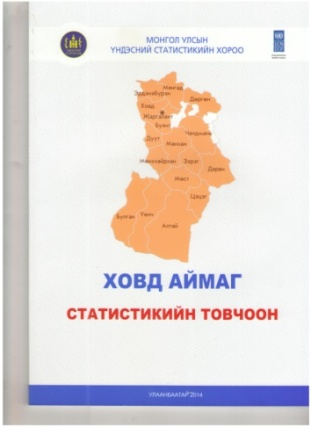 МОНГОЛ УЛСЫН
ҮНДЭСНИЙ СТАТИСТИКИЙН ХОРОО
Мянгад
Эрдэнэбүрэн
Дөргөн
Ховд
Жаргалант
Буянт
Чандмань
Дуут
Манхан
Мөнххайрхан
Зэрэг
Дарви
Мөст
Цэцэг
Булган
Үенч
Алтай
ХОВД АЙМАГ
СТАТИСТИКИЙН ТОВЧООН
УЛААНБААТАР 2014